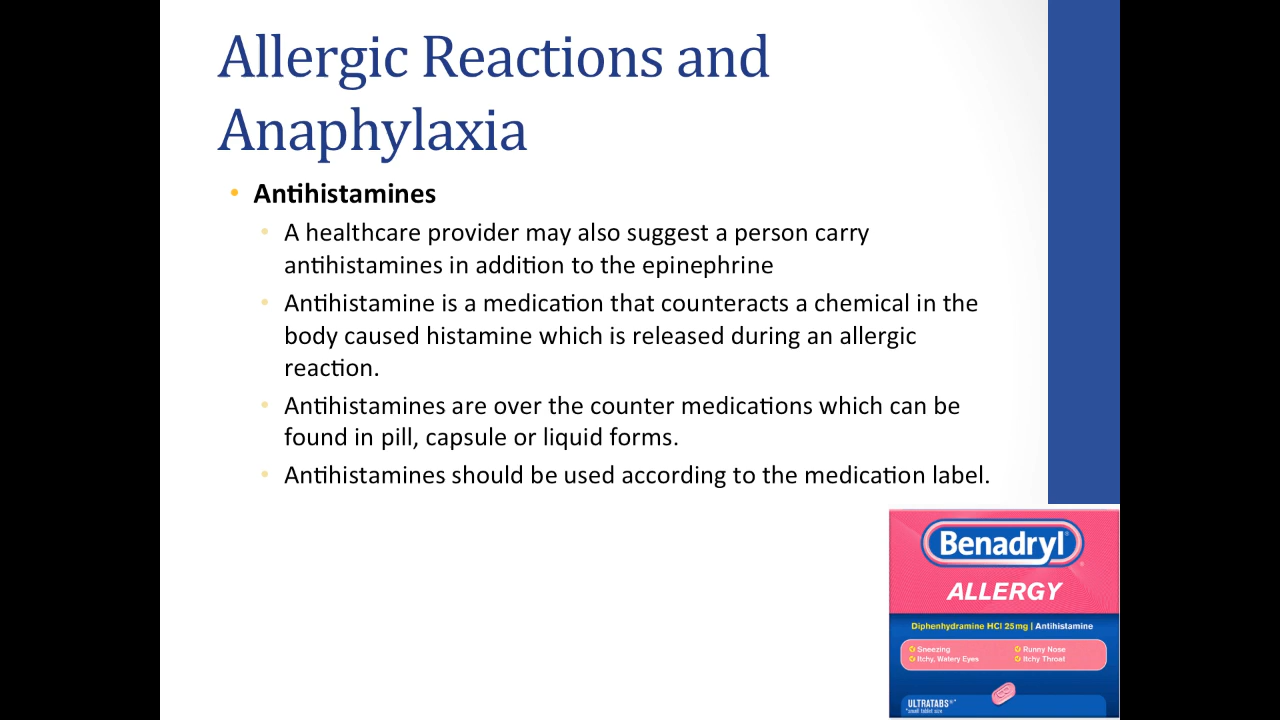 Allergic Reactions and
Anaphylaxia
• Antihistamines
• A healthcare provider may also suggest a person carry
antihistamines in addition to the epinephrine
• Antihistamine is a medication that counteracts a chemical in the
body caused histamine which is released during an allergic
reaction.
• Antihistamines are over the counter medications which can be
found in pill, capsule or liquid forms.
• Antihistamines should be used according to the medication label.
Benadryl®
ALLERGY
Diphenhydramine HCl 25mg | Antihistamine
Sneezing
Runny Nose
Itchy, Watery Eyes
Itchy Throat
ULTRATABS®*
*small tablet size